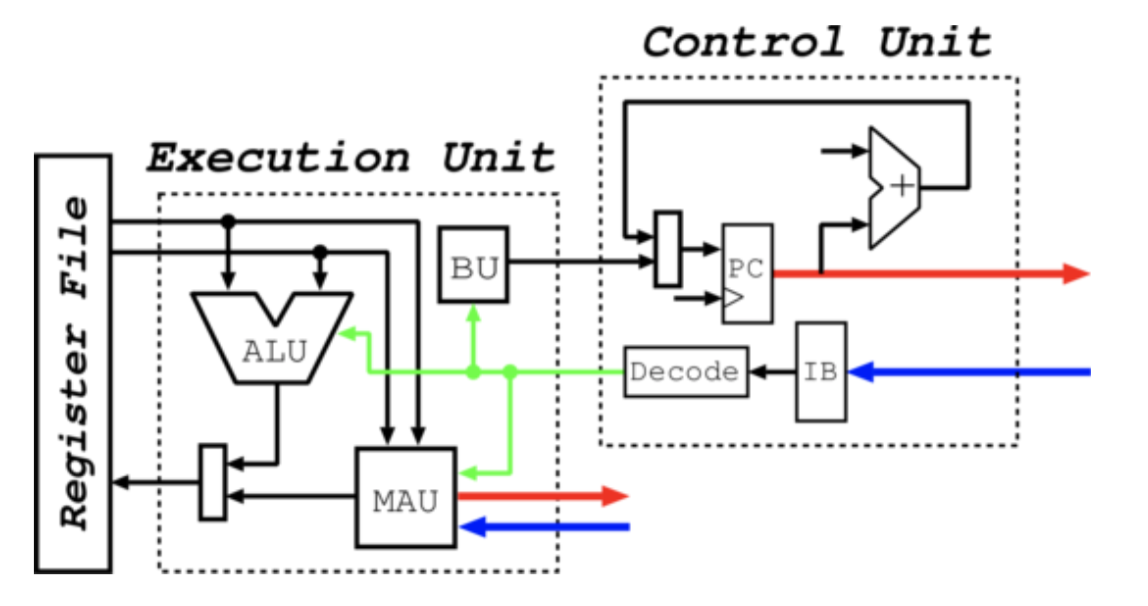 Control Unit
Execution Unit
Register File
BU
PC
+
ALU
Decode
IB
MAU